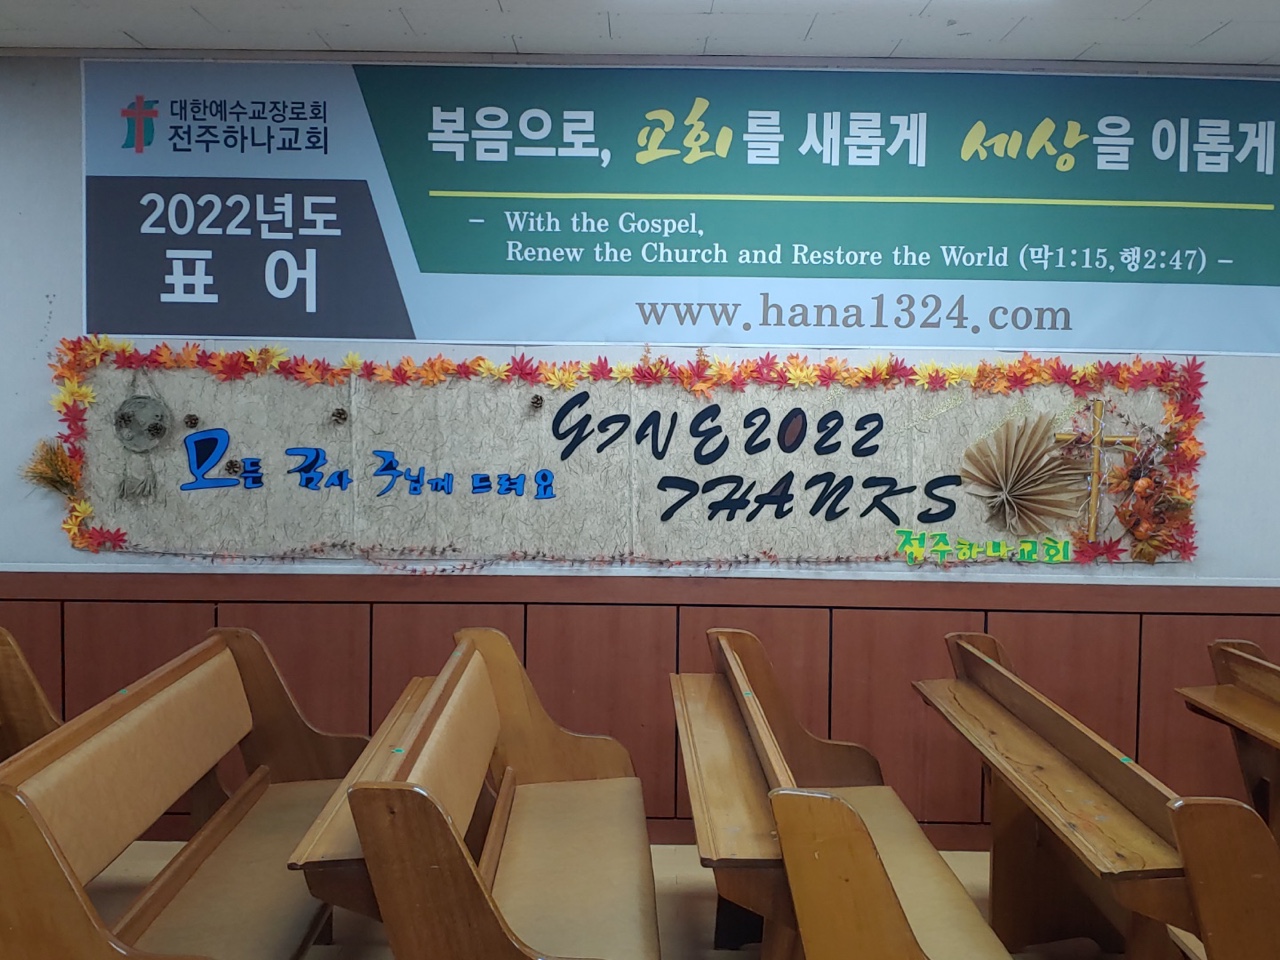 대한예수교장로회
전주하나교회
2022년도
표 어
복음으로, 교회를 새롭게 세상을 이롭게
- With the Gospel,
Renew the Church and Restore the World (막1:15, 행2:47) -
www.hana1324.com
모든 감사 주님께 드려요
GIVE 2022
THANKS
전주하나교회